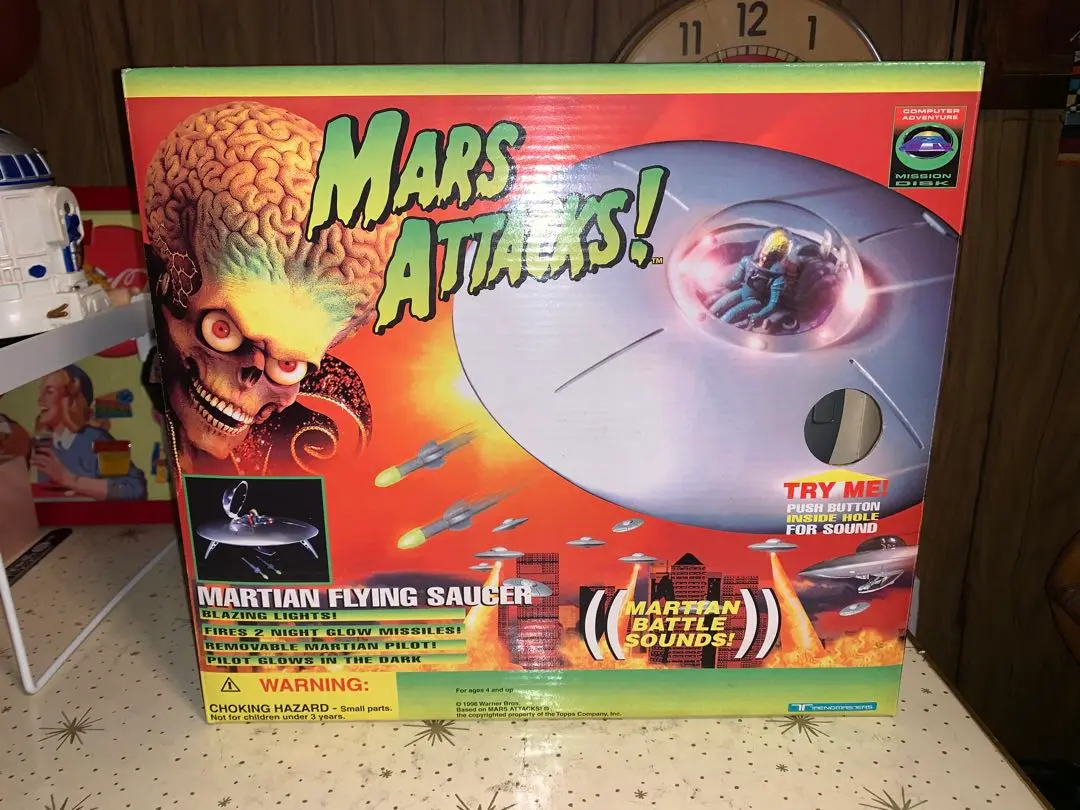 11 12 1
COMPUTER
ADVENTURE
MISSION
DISK
MARS
ATTACKS!
TM
TRY ME!
PUSH BUTTON
INSIDE HOLE
FOR SOUND
MARTIAN FLYING SAUCER
BLAZING LIGHTS!
FIRES 2 NIGHT GLOW MISSILES!
REMOVABLE MARTIAN PILOT!
PILOT GLOWS IN THE DARK
MARTIAN
BATTLE
SOUNDS!
WARNING:
CHOKING HAZARD - Small parts.
Not for children under 3 years.
For ages 4 and up
© 1996 Warner Bros.
Based on MARS ATTACKS! ®,
the copyrighted property of the Topps Company, Inc.
TRENDMASTERS